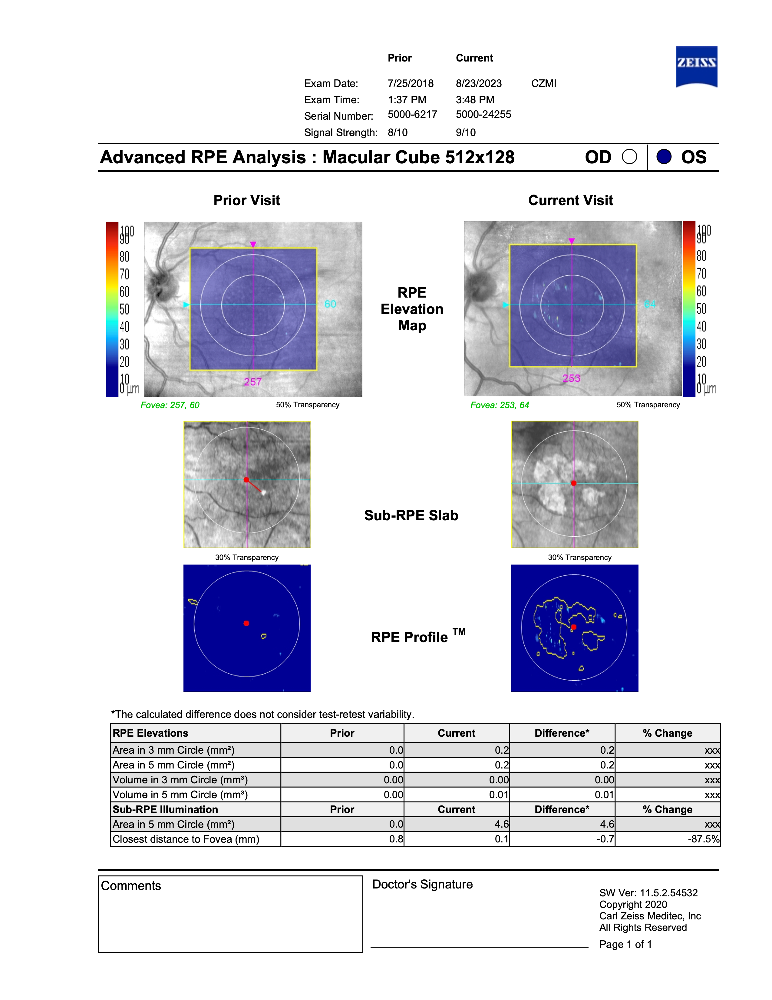 Prior Current
ZEISS
Exam Date: 7/25/2018 8/23/2023 CZMI
Exam Time: 1:37 PM 3:48 PM
Serial Number: 5000-6217 5000-24255
Signal Strength: 8/10 9/10
Advanced RPE Analysis : Macular Cube 512x128 OD OS
Prior Visit Current Visit
100
90
80
70
60
50
40
30
20
10
0 µm
60
257
Fovea: 257, 60 50% Transparency
RPE
Elevation
Map
64
253
100
90
80
70
60
50
40
30
20
10
0 µm
Fovea: 253, 64 50% Transparency
Sub-RPE Slab
30% Transparency 30% Transparency
RPE Profile TM
*The calculated difference does not consider test-retest variability.
RPE Elevations Prior Current Difference* % Change
Area in 3 mm Circle (mm²) 0.0 0.2 0.2 xxx
Area in 5 mm Circle (mm²) 0.0 0.2 0.2 xxx
Volume in 3 mm Circle (mm³) 0.00 0.00 0.00 xxx
Volume in 5 mm Circle (mm³) 0.00 0.01 0.01 xxx
Sub-RPE Illumination Prior Current Difference* % Change
Area in 5 mm Circle (mm²) 0.0 4.6 4.6 xxx
Closest distance to Fovea (mm) 0.8 0.1 -0.7 -87.5%
Comments
Doctor's Signature
SW Ver: 11.5.2.54532
Copyright 2020
Carl Zeiss Meditec, Inc
All Rights Reserved
Page 1 of 1